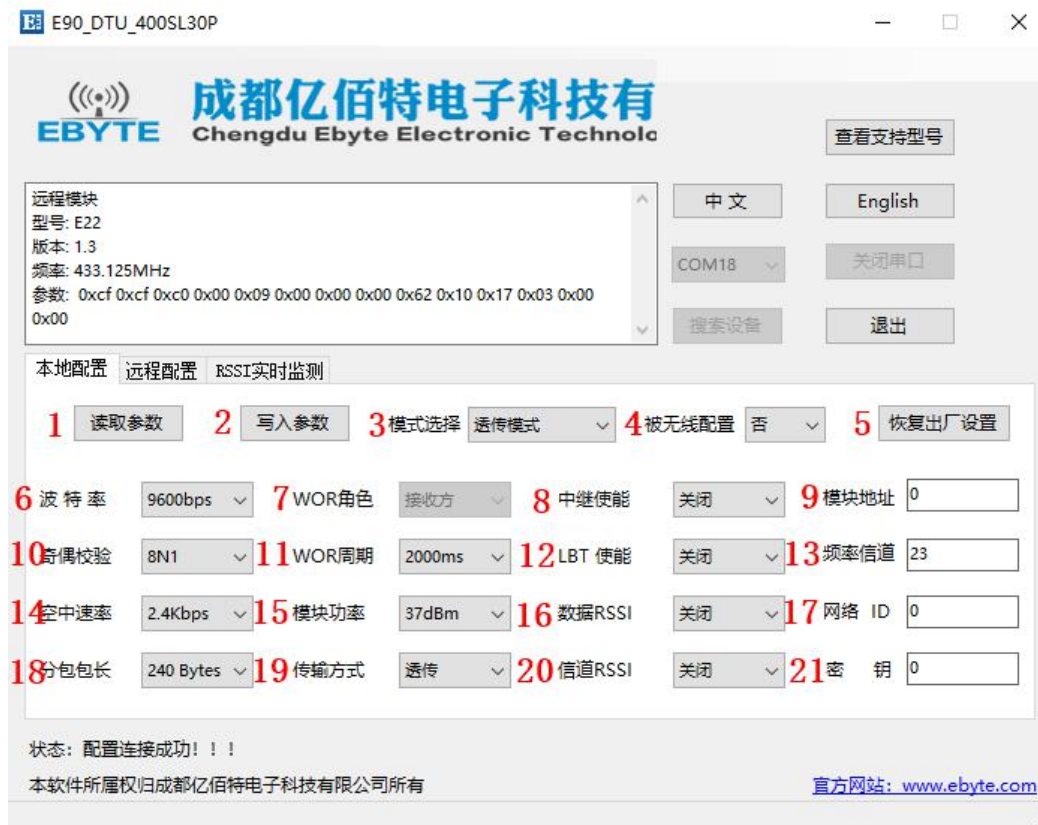 E90_DTU_400SL30P
EBYTE
成都亿佰特电子科技有
Chengdu Ebyte Electronic Technolo
查看支持型号
远程模块
型号: E22
版本: 1.3
频率: 433.125MHz
参数: 0xcf 0xcf 0xc0 0x00 0x09 0x00 0x00 0x00 0x62 0x10 0x17 0x03 0x00
0x00
中文 English
COM18 关闭串口
搜索设备 退出
本地配置 远程配置 RSSI实时监测
1 读取参数 2 写入参数 3 模式选择 透传模式 4 被无线配置 否 5 恢复出厂设置
6 波特率 9600bps 7 WOR角色 接收方 8 中继使能 关闭 9 模块地址 0
10 奇偶校验 8N1 11 WOR周期 2000ms 12 LBT 使能 关闭 13 频率信道 23
14 空中速率 2.4Kbps 15 模块功率 37dBm 16 数据RSSI 关闭 17 网络 ID 0
18 分包包长 240 Bytes 19 传输方式 透传 20 信道RSSI 关闭 21 密 钥 0
状态：配置连接成功！！！
本软件所属权归成都亿佰特电子科技有限公司所有 官方网站：www.ebyte.com